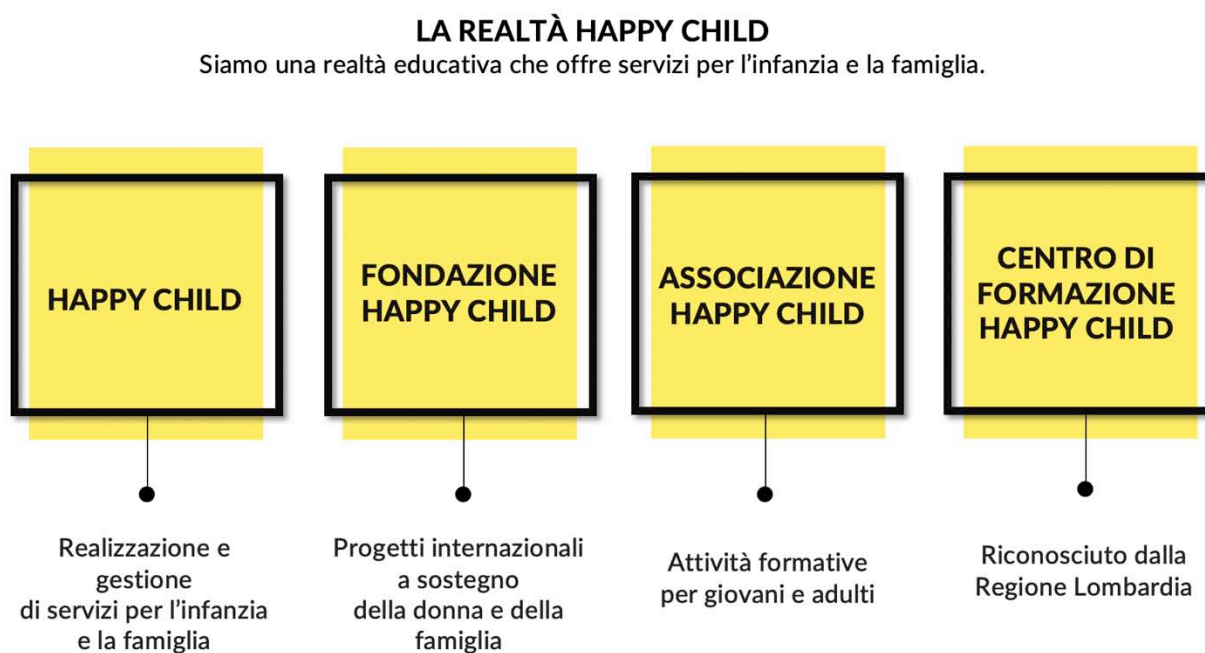 LA REALTÀ HAPPY CHILD
Siamo una realtà educativa che offre servizi per l'infanzia e la famiglia.
HAPPY CHILD
Realizzazione e
gestione
di servizi per l'infanzia
e la famiglia
FONDAZIONE
HAPPY CHILD
Progetti internazionali
a sostegno
della donna e della
famiglia
ASSOCIAZIONE
HAPPY CHILD
Attività formative
per giovani e adulti
CENTRO DI
FORMAZIONE
HAPPY CHILD
Riconosciuto dalla
Regione Lombardia